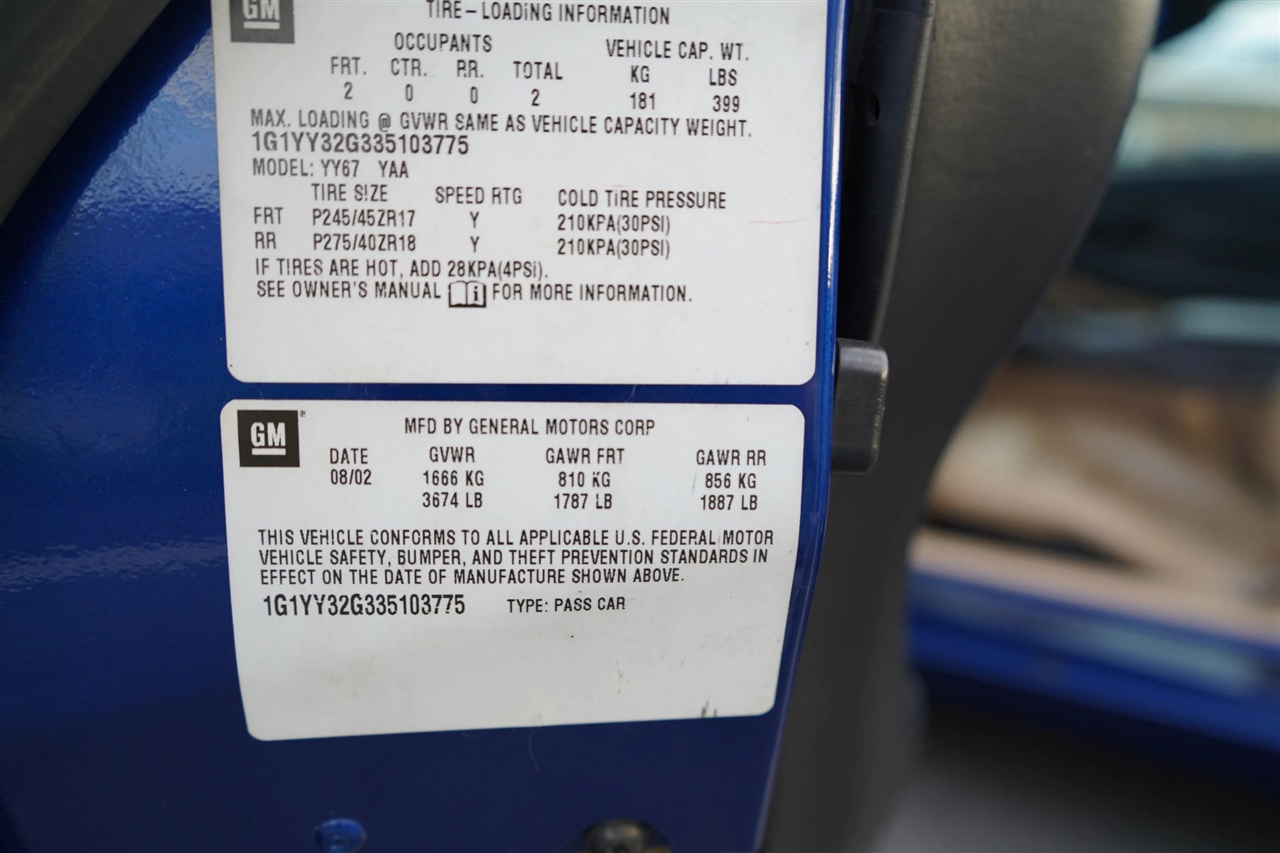 GM
TIRE-LOADING INFORMATION
OCCUPANTS VEHICLE CAP. WT.
FRT. CTR. RR. TOTAL KG LBS
2 0 0 2 181 399
MAX. LOADING @ GVWR SAME AS VEHICLE CAPACITY WEIGHT.
1G1YY32G335103775
MODEL: YY67 YAA
TIRE SIZE SPEED RTG COLD TIRE PRESSURE
FRT P245/45ZR17 Y 210KPA(30PSI)
RR P275/40ZR18 Y 210KPA(30PSI)
IF TIRES ARE HOT, ADD 28KPA(4PSI).
SEE OWNER'S MANUAL i FOR MORE INFORMATION.
GM®
MFD BY GENERAL MOTORS CORP
DATE GVWR GAWR FRT GAWR RR
08/02 1666 KG 810 KG 856 KG
3674 LB 1787 LB 1887 LB
THIS VEHICLE CONFORMS TO ALL APPLICABLE U.S. FEDERAL MOTOR
VEHICLE SAFETY, BUMPER, AND THEFT PREVENTION STANDARDS IN
EFFECT ON THE DATE OF MANUFACTURE SHOWN ABOVE.
1G1YY32G335103775 TYPE: PASS CAR